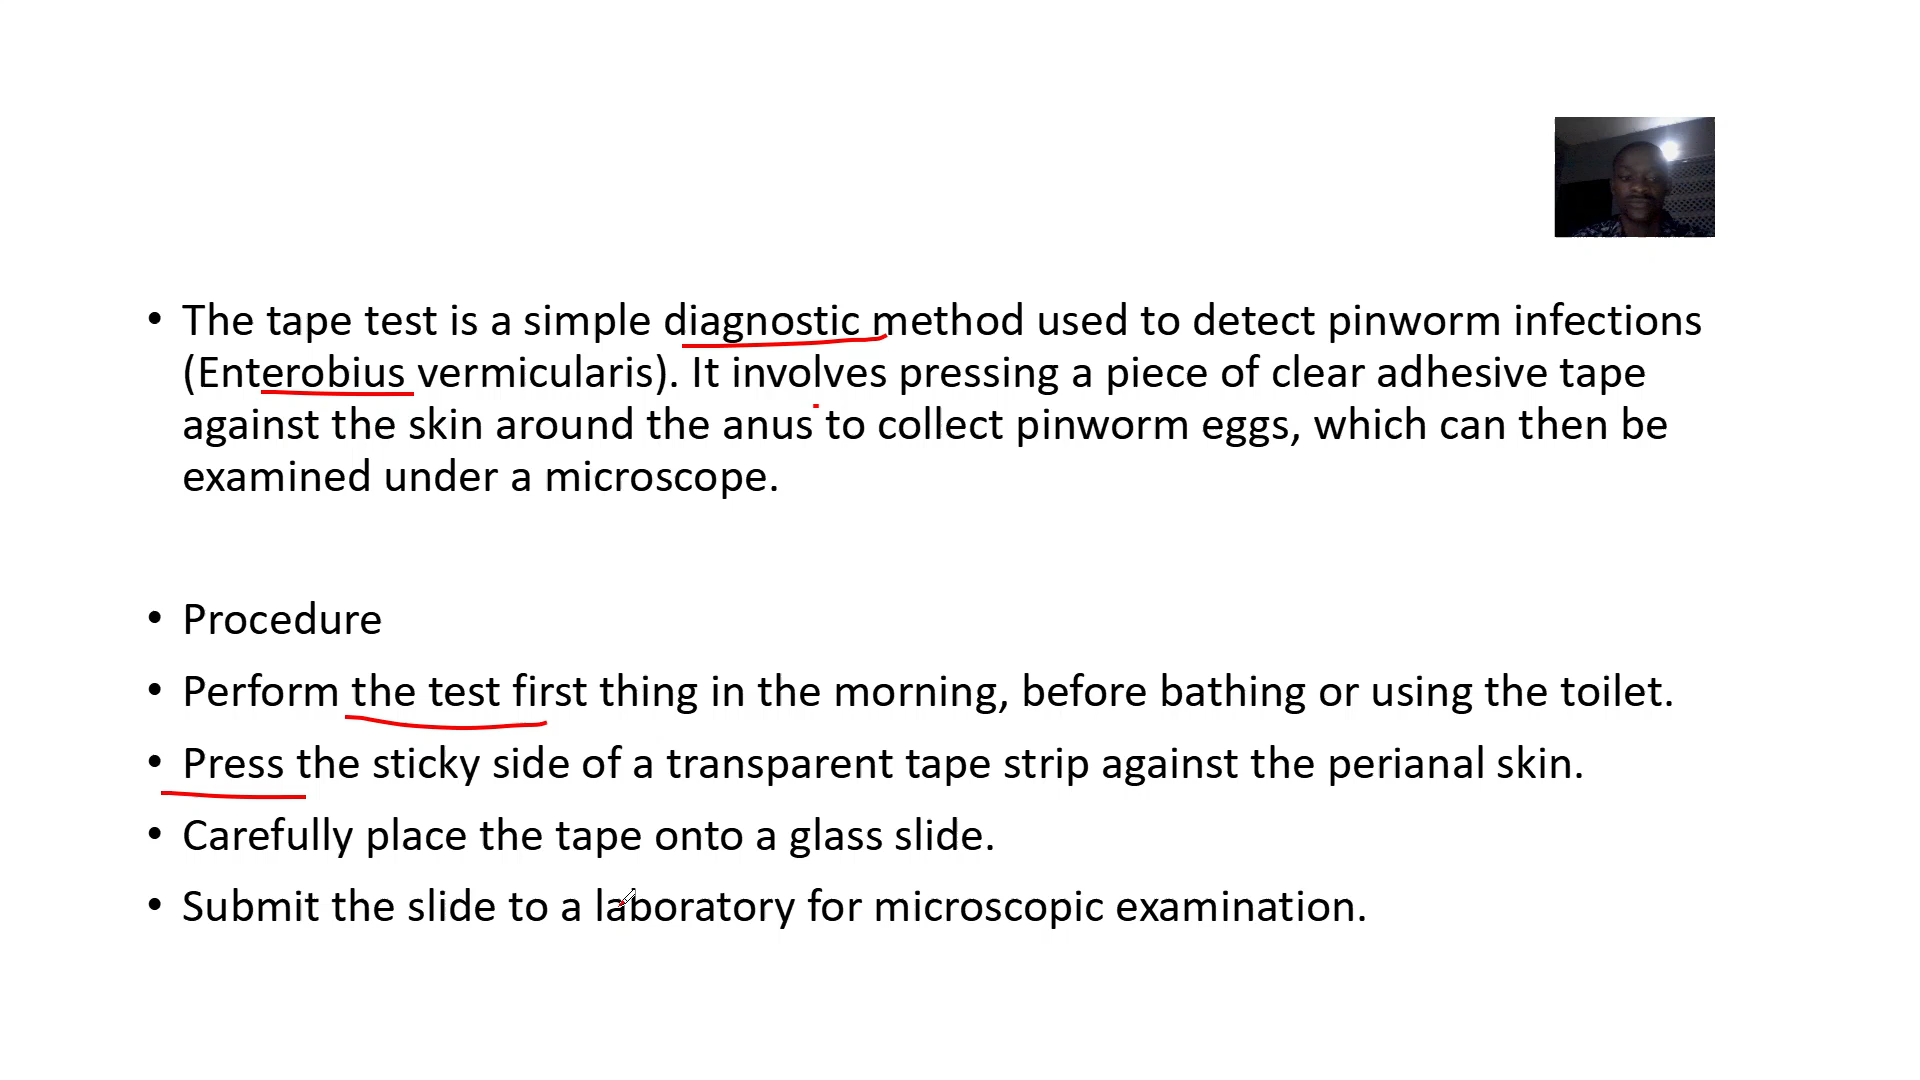 • The tape test is a simple diagnostic method used to detect pinworm infections
(Enterobius vermicularis). It involves pressing a piece of clear adhesive tape
against the skin around the anus to collect pinworm eggs, which can then be
examined under a microscope.
• Procedure
• Perform the test first thing in the morning, before bathing or using the toilet.
• Press the sticky side of a transparent tape strip against the perianal skin.
• Carefully place the tape onto a glass slide.
• Submit the slide to a laboratory for microscopic examination.